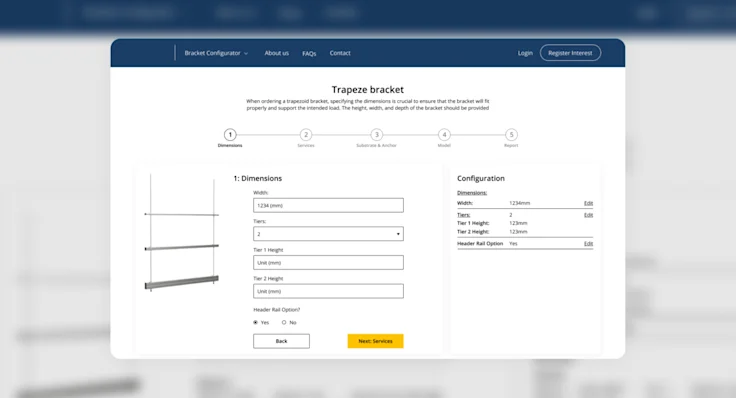 Bracket Configurator About us FAQs Contact Login Register Interest
Trapeze bracket
When ordering a trapezoid bracket, specifying the dimensions is crucial to ensure that the bracket will fit
properly and support the intended load. The height, width, and depth of the bracket should be provided
1 2 3 4 5
Dimensions Services Substrate & Anchor Model Report
1: Dimensions
Width:
1234 (mm)
Tiers:
2
Tier 1 Height
Unit (mm)
Tier 2 Height
Unit (mm)
Header Rail Option?
Yes No
Back Next: Services
Configuration
Dimensions:
Width: 1234mm Edit
Tiers: 2 Edit
Tier 1 Height: 123mm
Tier 2 Height: 123mm
Header Rail Option Yes Edit